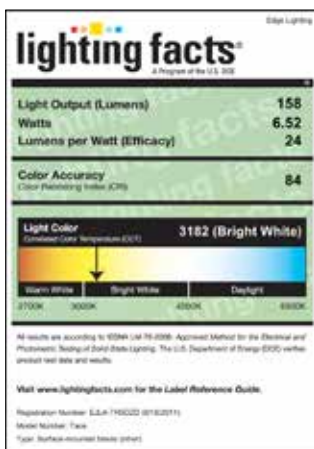 Edge Lighting
lighting facts®
A Program of the U.S. DOE
Light Output (Lumens) 158
Watts 6.52
Lumens per Watt (Efficacy) 24
Color Accuracy 84
Color Rendering Index (CRI)
Light Color 3182 (Bright White)
Correlated Color Temperature (CCT)
Warm White Bright White Daylight
2700K 3000K 4500K 6500K
All results are according to IESNA LM-79-2008: Approved Method for the Electrical and
Photometric Testing of Solid-State Lighting. The U.S. Department of Energy (DOE) verifies
product test data and results.
Visit www.lightingfacts.com for the Label Reference Guide.
Registration Number:
Model Number:
Type: Surface-mounted